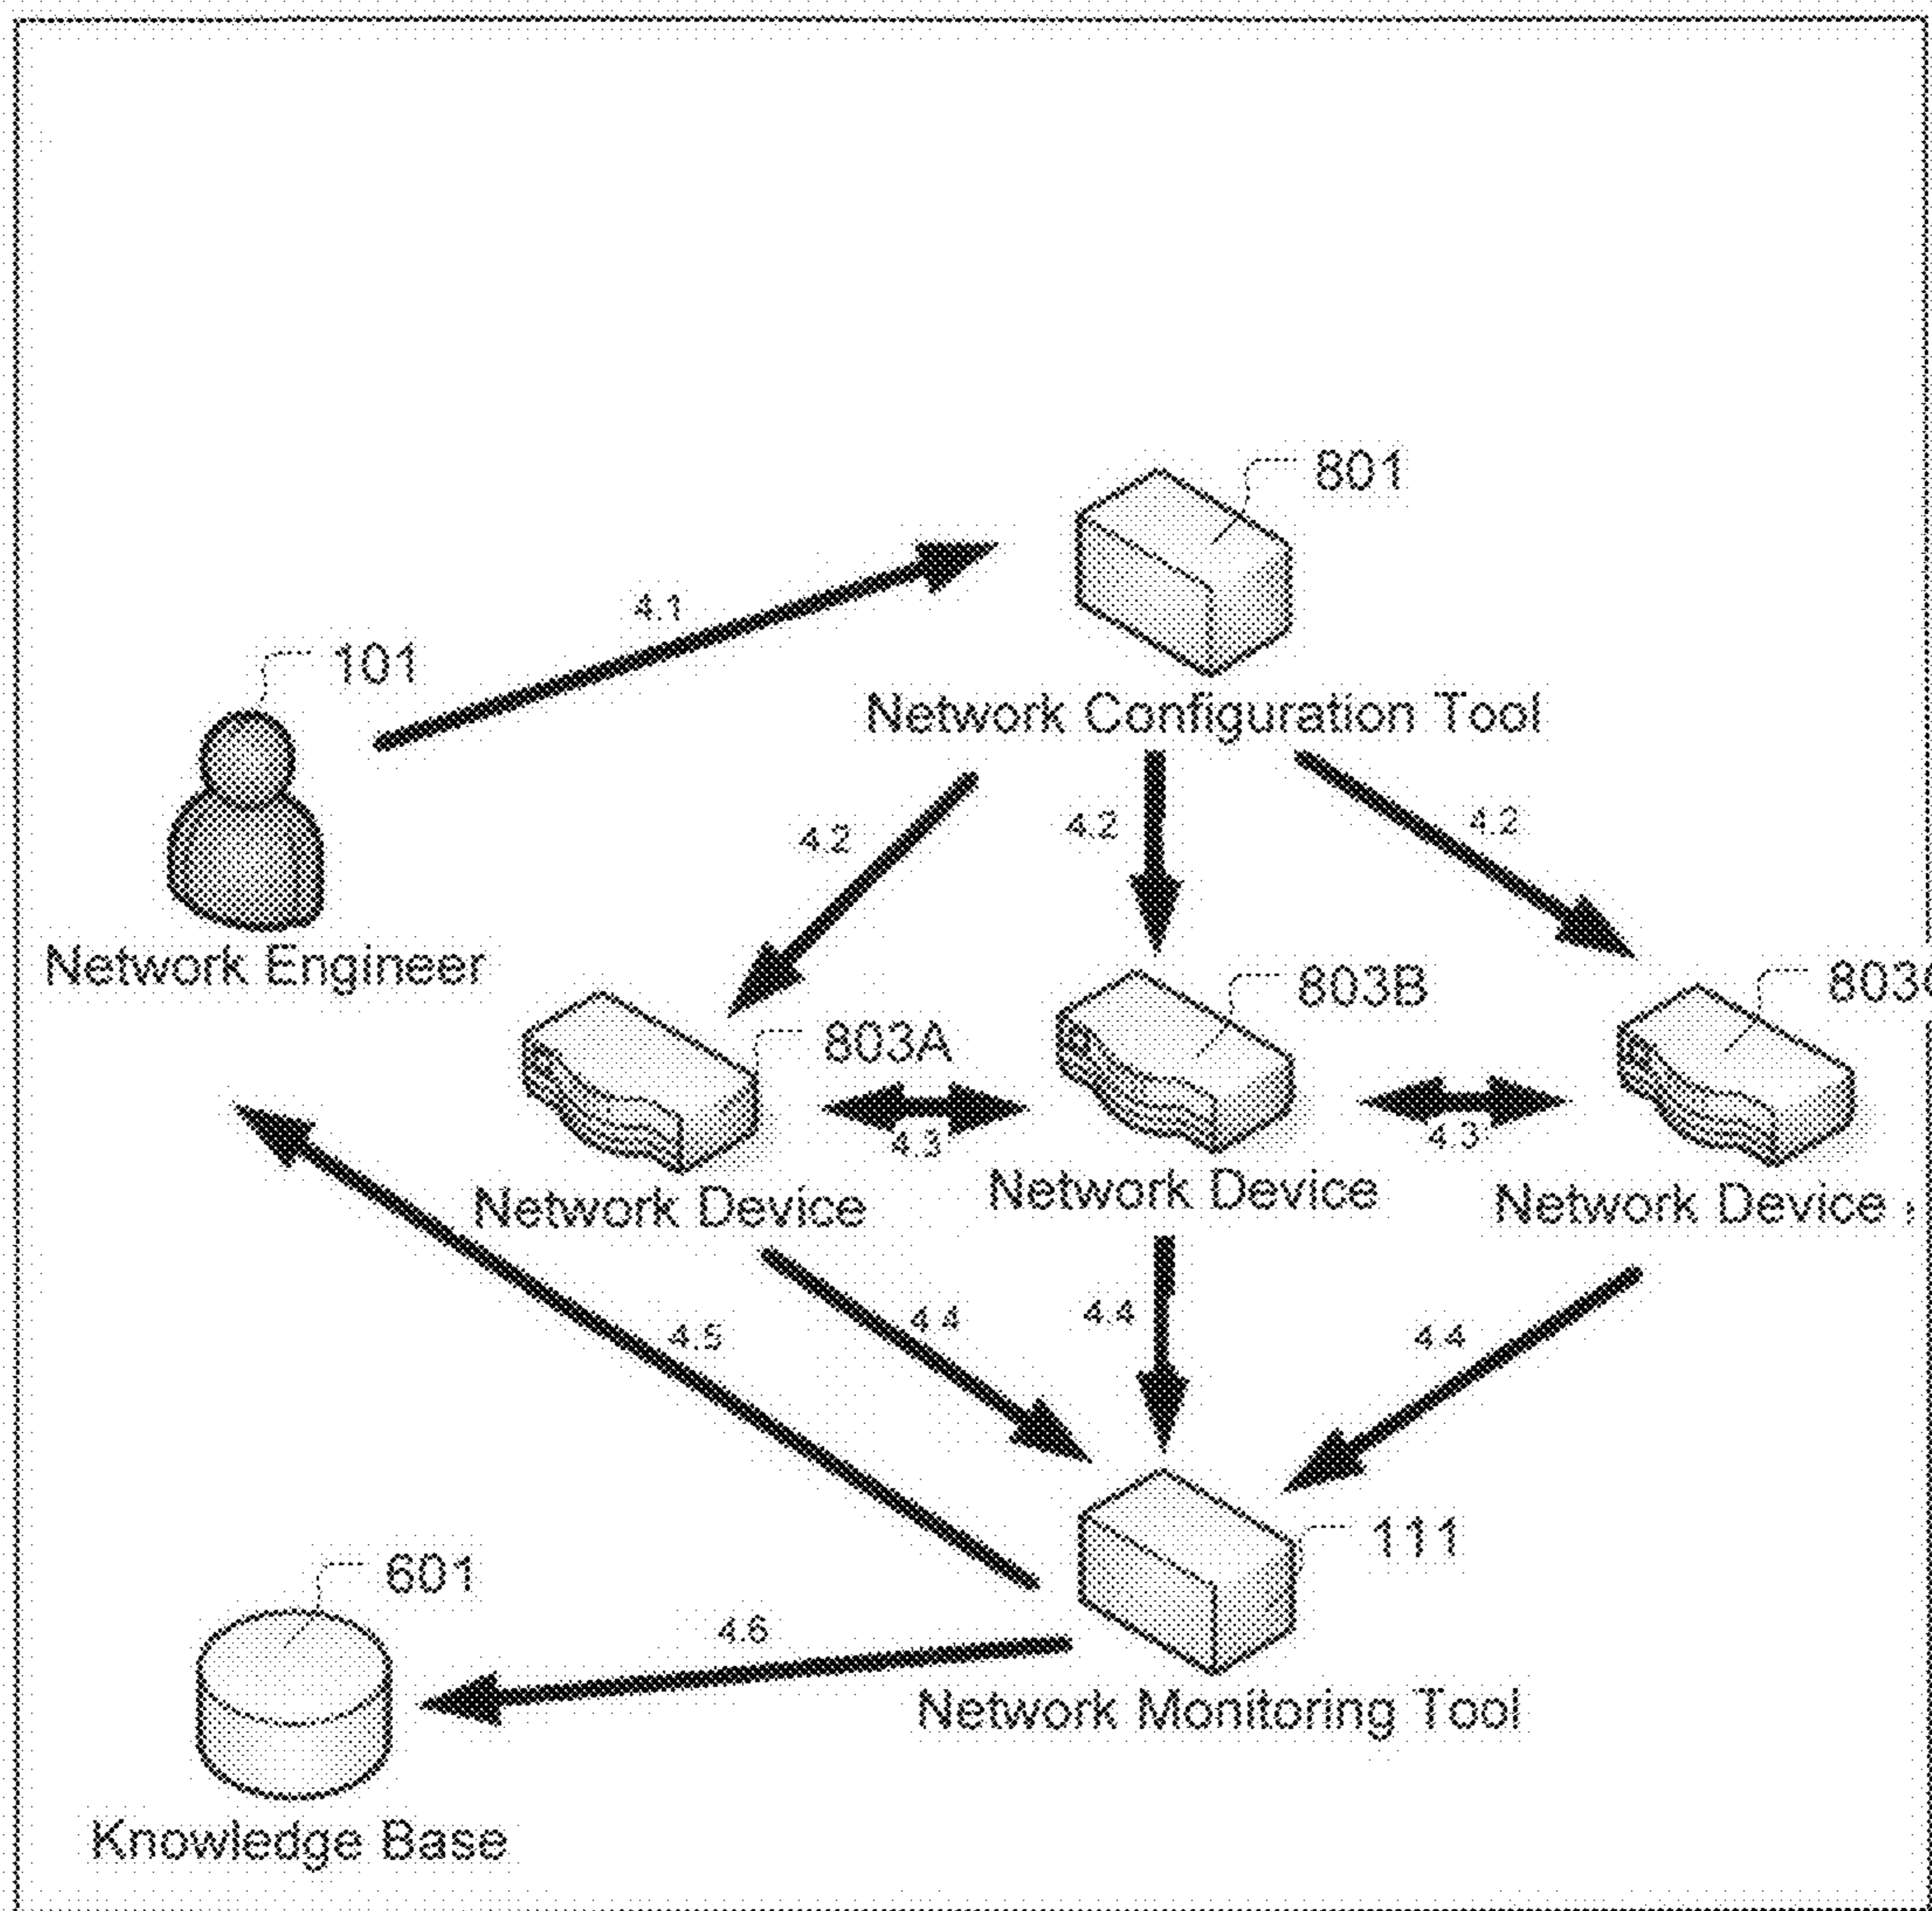 801
4.1
101
Network Configuration Tool
4.2
4.2
4.2
Network Engineer
803B
803A
4.3
4.3
Network Device
Network Device
Network Device
4.4
4.4
4.4
4.5
111
601
4.6
Network Monitoring Tool
Knowledge Base